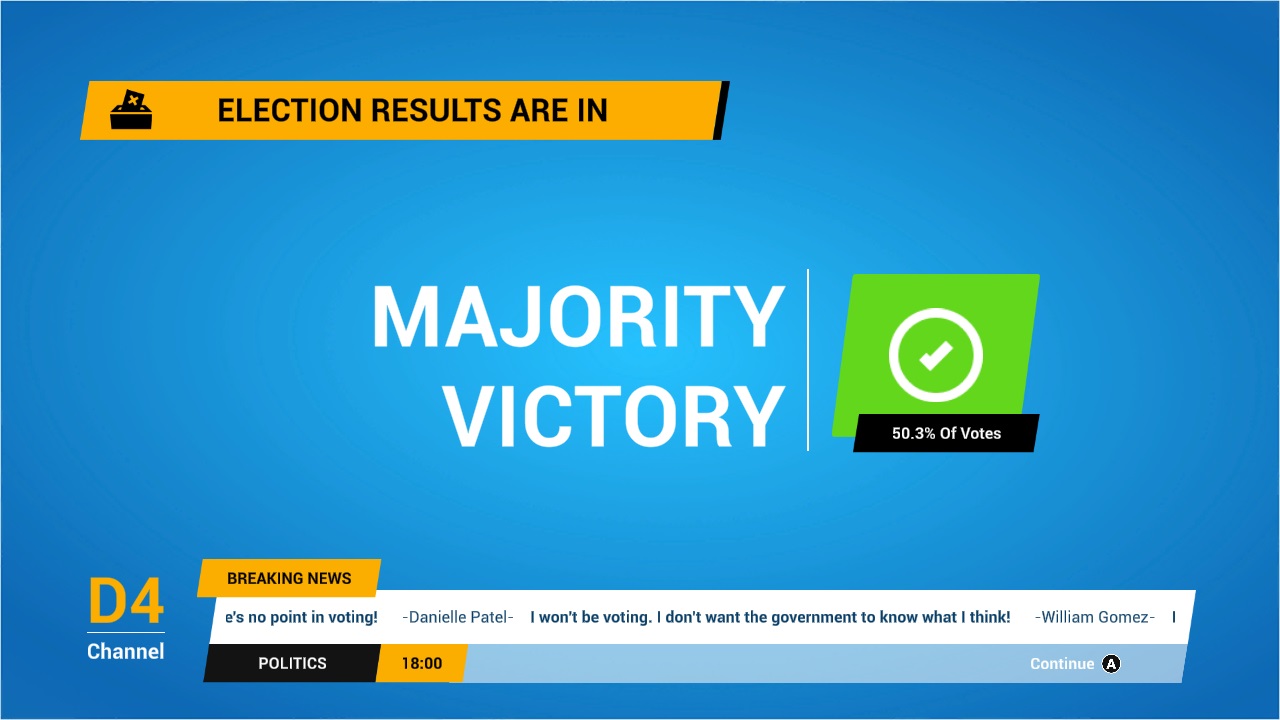 ELECTION RESULTS ARE IN
MAJORITY
VICTORY
50.3% Of Votes
D4
Channel
BREAKING NEWS
e's no point in voting! -Danielle Patel- I won't be voting. I don't want the government to know what I think! -William Gomez- I
POLITICS 18:00 Continue A